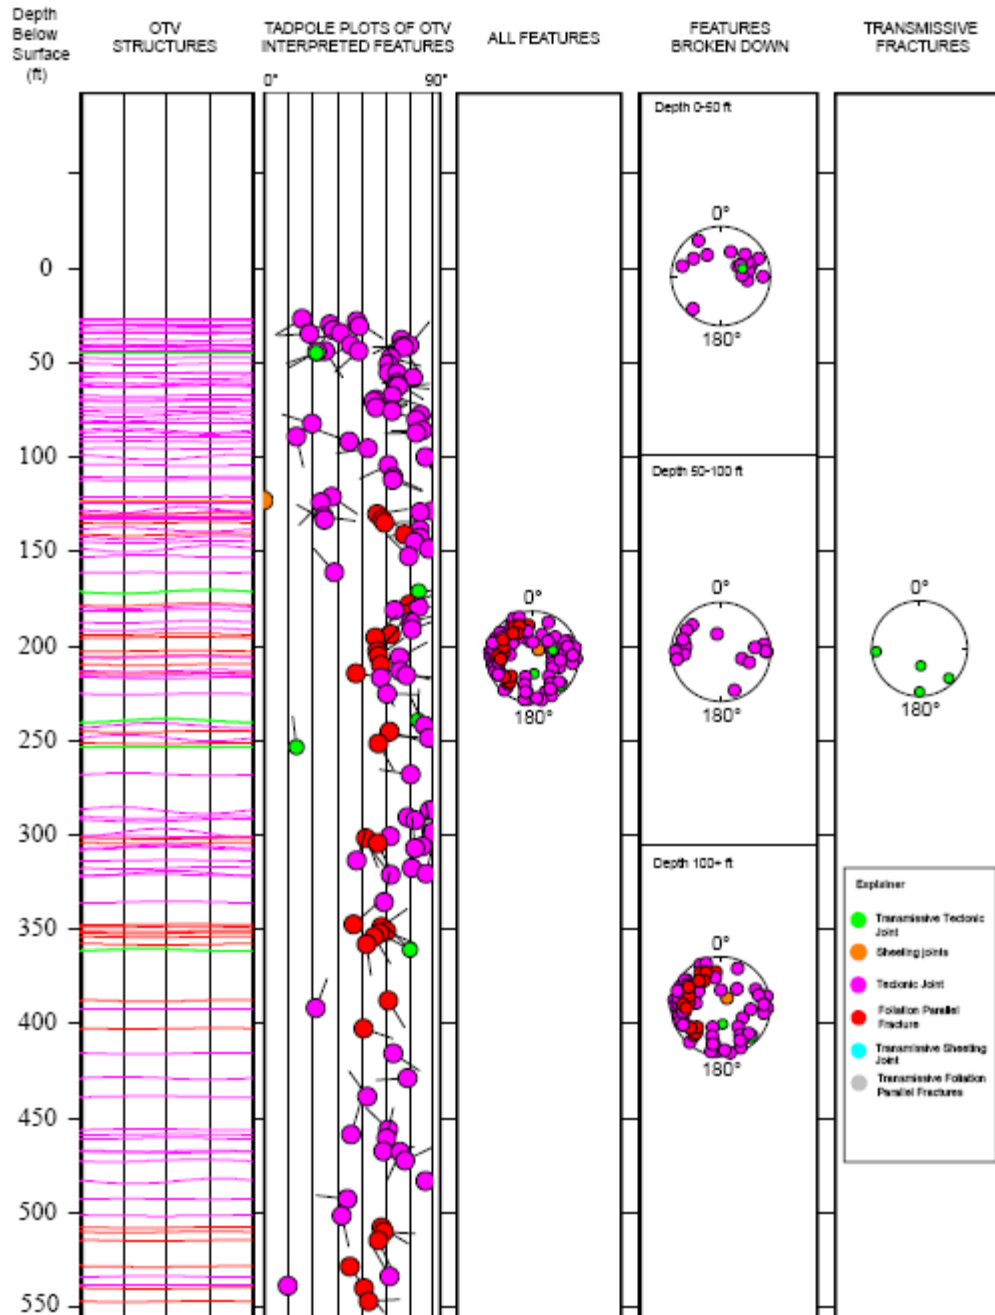 Depth
Below
Surface
(ft)
OTV
STRUCTURES
TADPOLE PLOTS OF OTV
INTERPRETED FEATURES
ALL FEATURES
FEATURES
BROKEN DOWN
TRANSMISSIVE
FRACTURES
0° 90°
Depth 0-50 ft
0°
180°
0
50
100
150
200
250
300
350
400
450
500
550
0°
180°
Depth 50-100 ft
0°
180°
0°
180°
Depth 100+ ft
0°
180°
Explainer
Transmissive Tectonic
Joint
Sheeting joints
Tectonic Joint
Foliation Parallel
Fracture
Transmissive Sheeting
Joint
Transmissive Foliation
Parallel Fractures